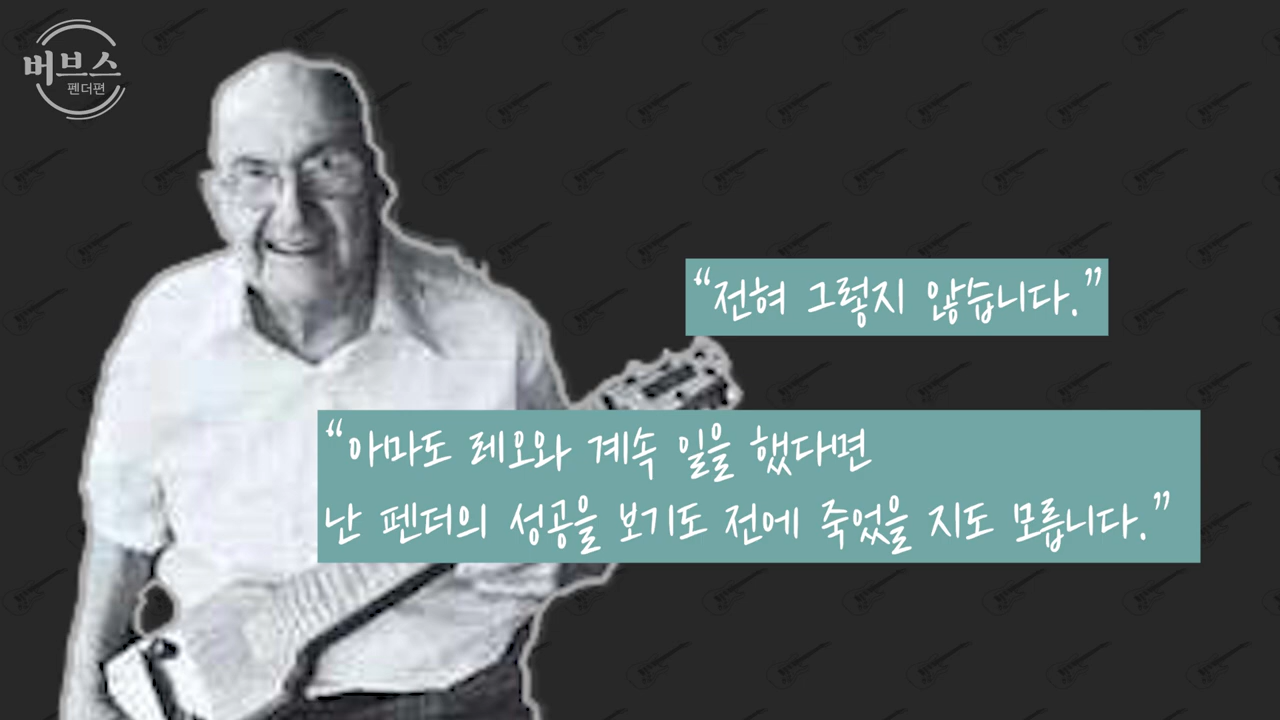 버브스
펜더편
“전혀 그렇지 않습니다.”
“아마도 레오와 계속 일을 했다면
난 펜더의 성공을 보기도 전에 죽었을 지도 모릅니다.”